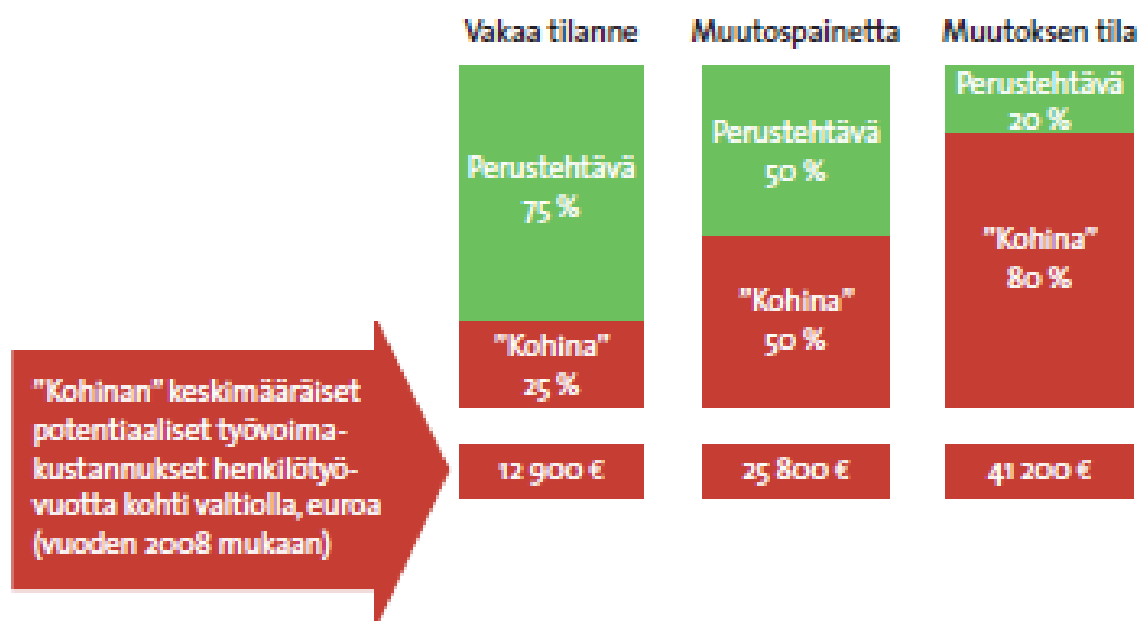 Vakaa tilanne
Muutospainetta
Muutoksen tila
Perustehtävä
75 %
"Kohina"
25 %
Perustehtävä
50 %
"Kohina"
50 %
Perustehtävä
20 %
"Kohina"
80 %
"Kohinan" keskimääräiset
potentiaaliset työvoima-
kustannukset henkilötyö-
vuotta kohti valtiolla, euroa
(vuoden 2008 mukaan)
12 900 €
25 800 €
41 200 €